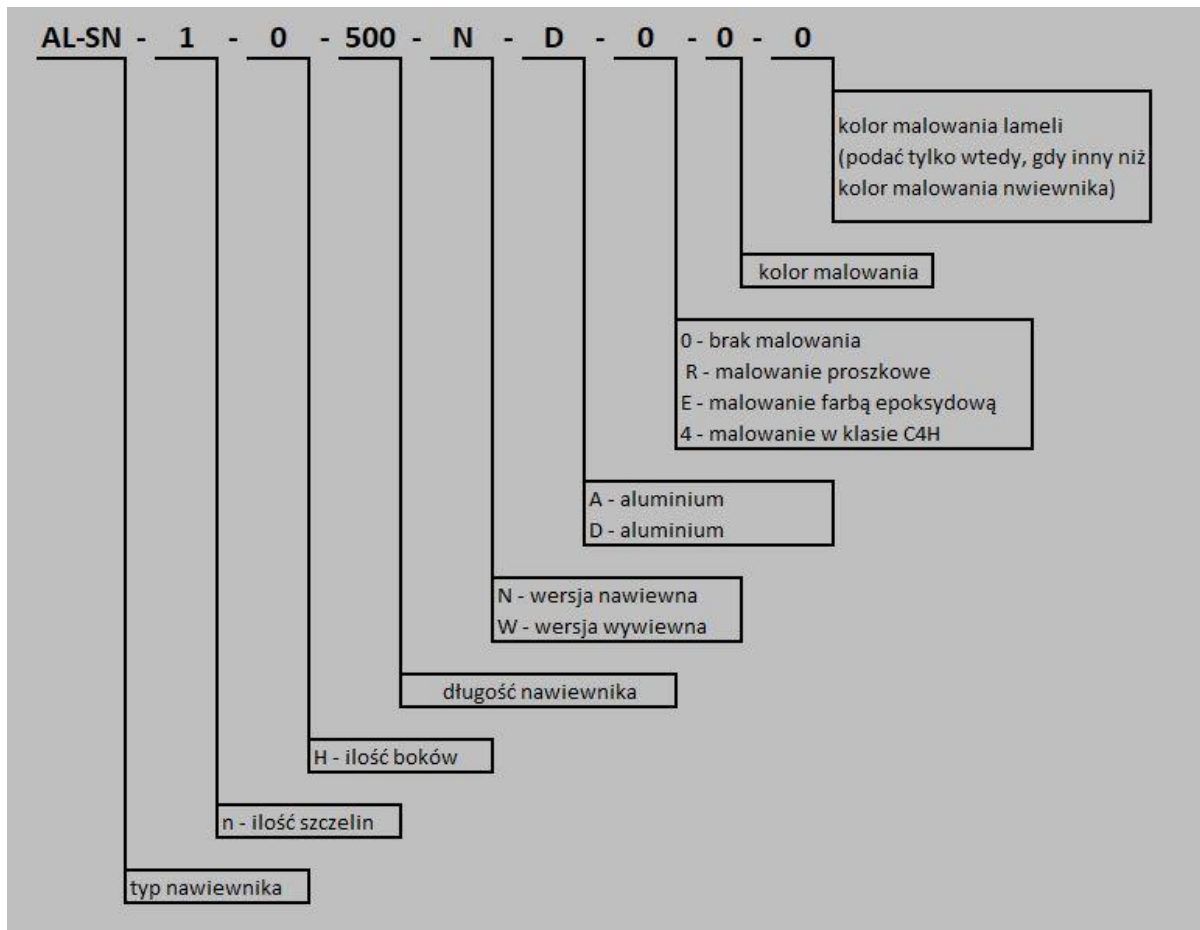 AL-SN - 1 - 0 - 500 - N - D - 0 - 0 - 0
kolor malowania lameli
(podać tylko wtedy, gdy inny niż
kolor malowania nwiewnika)
kolor malowania
0 - brak malowania
R - malowanie proszkowe
E - malowanie farbą epoksydową
4 - malowanie w klasie C4H
A - aluminium
D - aluminium
N - wersja nawiewna
W - wersja wywiewna
długość nawiewnika
H - ilość boków
n - ilość szczelin
typ nawiewnika